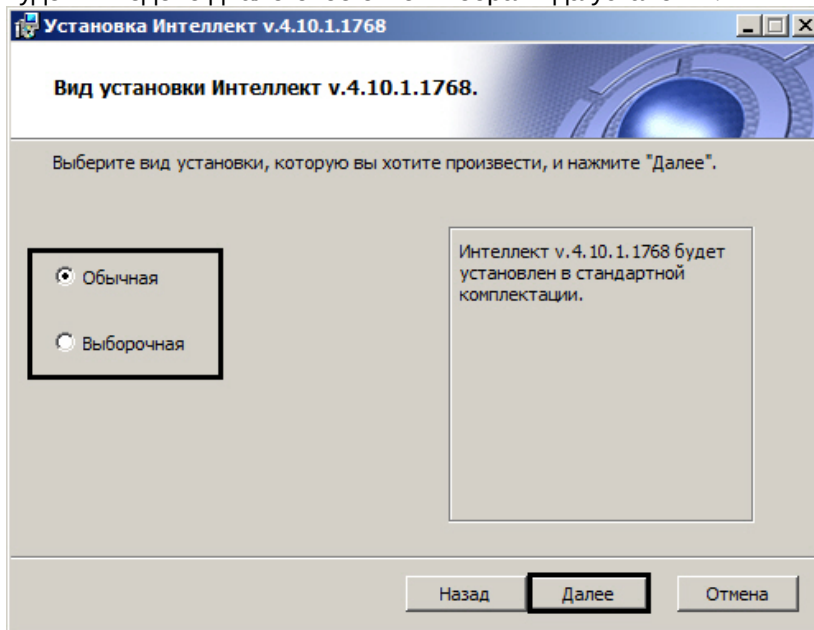 Установка Интеллект v.4.10.1.1768
Вид установки Интеллект v.4.10.1.1768.
Выберите вид установки, которую вы хотите произвести, и нажмите "Далее".
Обычная
Выборочная
Интеллект v.4.10.1.1768 будет
установлен в стандартной
комплектации.
Назад Далее Отмена